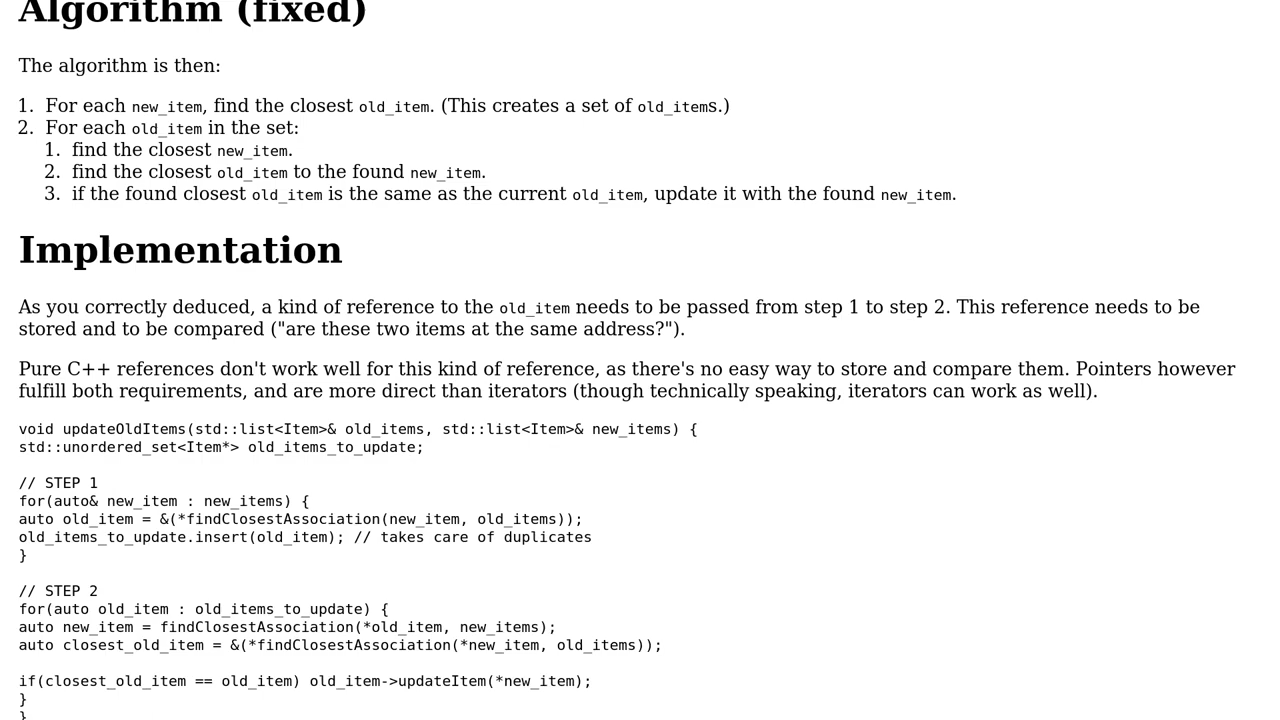 Algorithm (fixed)
The algorithm is then:
1. For each new_item, find the closest old_item. (This creates a set of old_items.)
2. For each old_item in the set:
1. find the closest new_item.
2. find the closest old_item to the found new_item.
3. if the found closest old_item is the same as the current old_item, update it with the found new_item.
Implementation
As you correctly deduced, a kind of reference to the old_item needs to be passed from step 1 to step 2. This reference needs to be
stored and to be compared ("are these two items at the same address?").
Pure C++ references don't work well for this kind of reference, as there's no easy way to store and compare them. Pointers however
fulfill both requirements, and are more direct than iterators (though technically speaking, iterators can work as well).
void updateOldItems(std::list<Item>& old_items, std::list<Item>& new_items) {
std::unordered_set<Item*> old_items_to_update;
// STEP 1
for(auto& new_item : new_items) {
auto old_item = &(*findClosestAssociation(new_item, old_items));
old_items_to_update.insert(old_item); // takes care of duplicates
}
// STEP 2
for(auto old_item : old_items_to_update) {
auto new_item = findClosestAssociation(*old_item, new_items);
auto closest_old_item = &(*findClosestAssociation(*new_item, old_items));
if(closest_old_item == old_item) old_item->updateItem(*new_item);
}
}